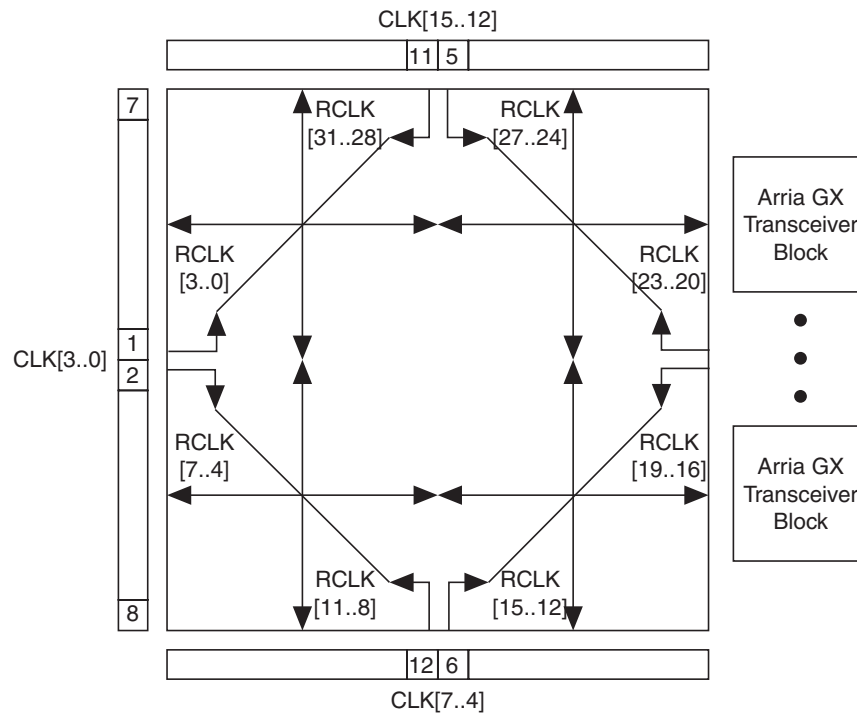 CLK[15..12]
11 5
7
RCLK
[31..28]
RCLK
[27..24]
Arria GX
Transceiver
Block
RCLK
[3..0]
RCLK
[23..20]
CLK[3..0]
1
2
RCLK
[7..4]
RCLK
[19..16]
Arria GX
Transceiver
Block
RCLK
[11..8]
RCLK
[15..12]
8
12 6
CLK[7..4]